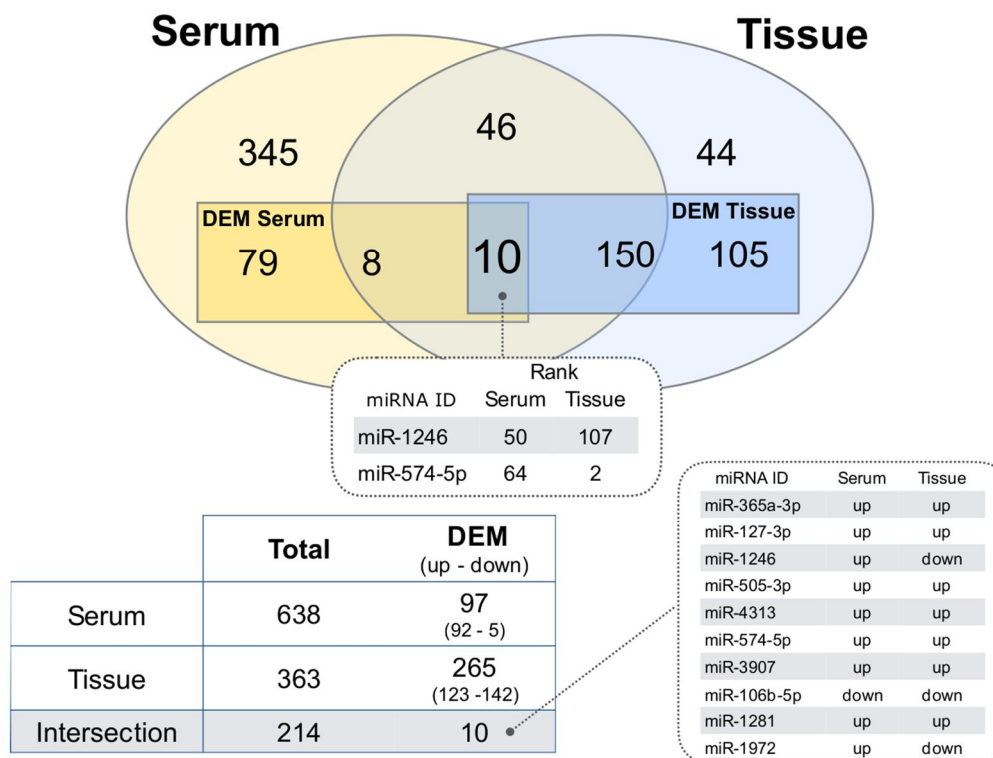 Serum Tissue
345 46 44
DEM Serum DEM Tissue
79 8 10 150 105
Rank
miRNA ID Serum Tissue
miR-1246 50 107
miR-574-5p 64 2
miRNA ID Serum Tissue
miR-365a-3p up up
miR-127-3p up up
miR-1246 up down
miR-505-3p up up
miR-4313 up up
miR-574-5p up up
miR-3907 up up
miR-106b-5p down down
miR-1281 up up
miR-1972 up down
Total DEM
(up - down)
Serum 638 97
(92 - 5)
Tissue 363 265
(123 -142)
Intersection 214 10